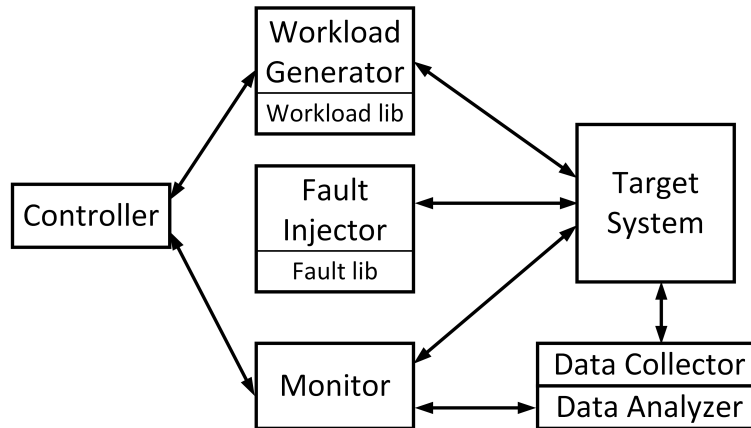 Workload
Generator
Workload lib
Controller
Fault
Injector
Fault lib
Target
System
Monitor
Data Collector
Data Analyzer